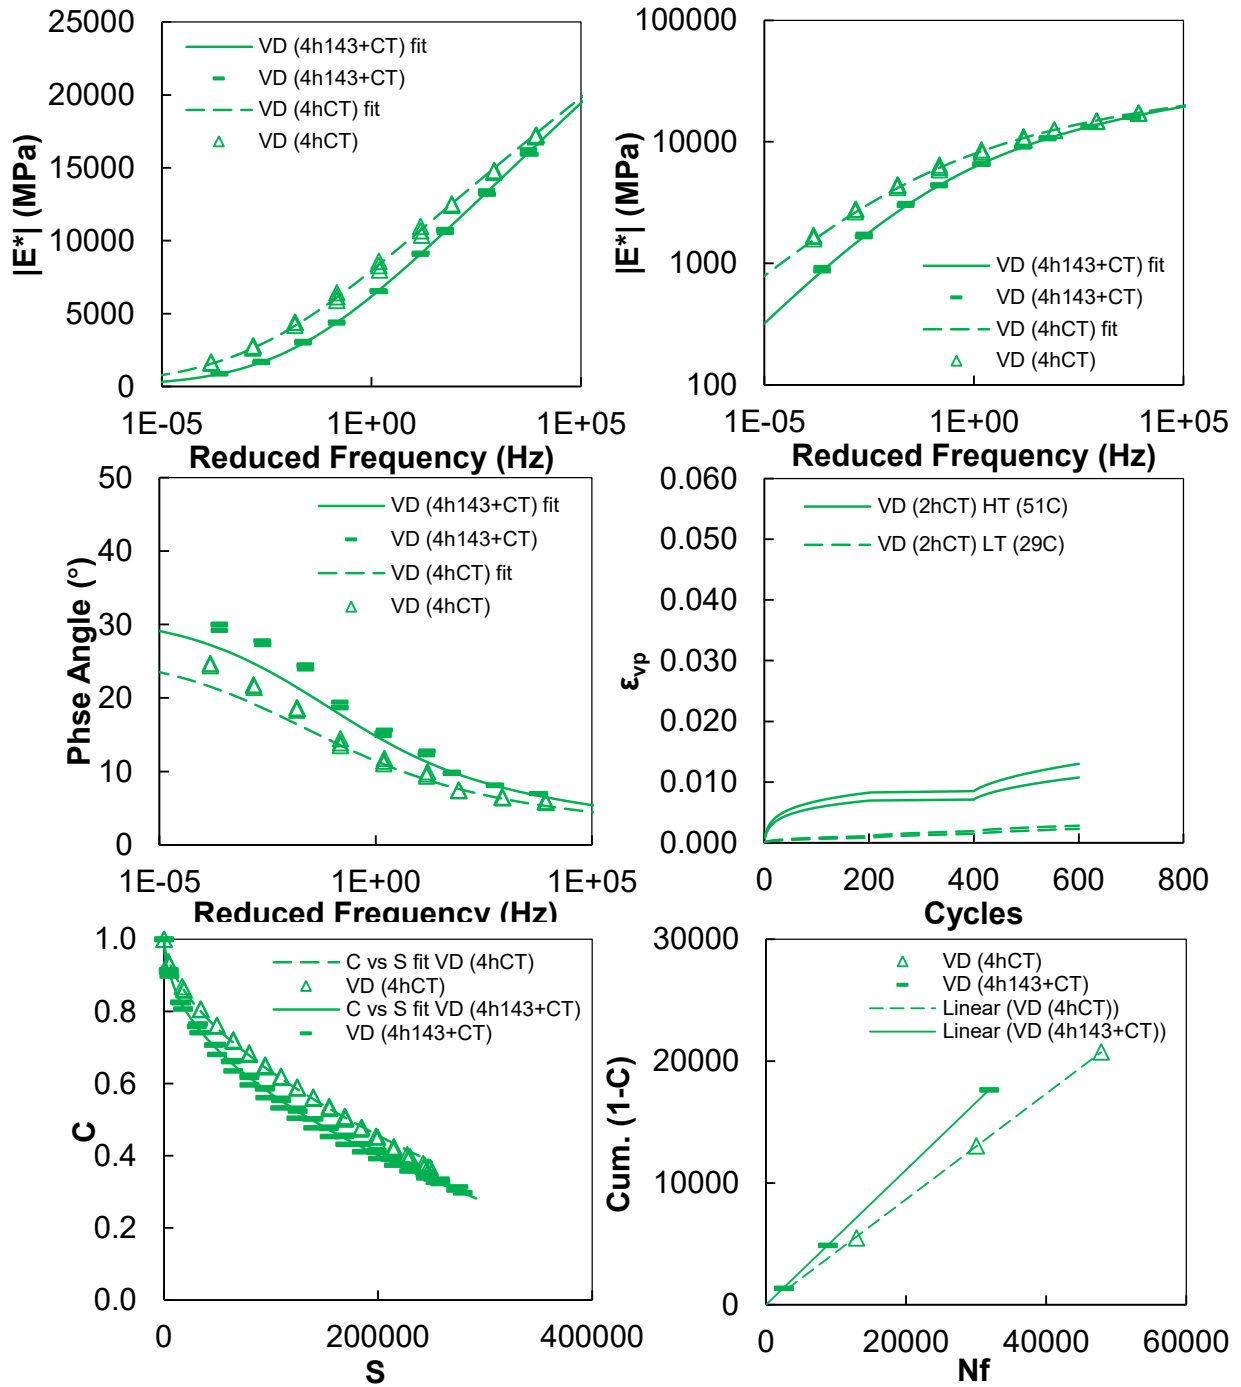 25000
20000
15000
10000
5000
0
|E*| (MPa)
VD (4h143+CT) fit
VD (4h143+CT)
VD (4hCT) fit
VD (4hCT)
1E-05 1E+00 1E+05
Reduced Frequency (Hz)
100000
10000
1000
100
|E*| (MPa)
VD (4h143+CT) fit
VD (4h143+CT)
VD (4hCT) fit
VD (4hCT)
1E-05 1E+00 1E+05
Reduced Frequency (Hz)
50
40
30
20
10
0
Phse Angle (°)
VD (4h143+CT) fit
VD (4h143+CT)
VD (4hCT) fit
VD (4hCT)
1E-05 1E+00 1E+05
Reduced Frequency (Hz)
0.060
0.050
0.040
0.030
0.020
0.010
0.000
εvp
VD (2hCT) HT (51C)
VD (2hCT) LT (29C)
0 200 400 600 800
Cycles
1.0
0.8
0.6
0.4
0.2
0.0
C
C vs S fit VD (4hCT)
VD (4hCT)
C vs S fit VD (4h143+CT)
VD (4h143+CT)
0 200000 400000
S
30000
20000
10000
0
Cum. (1-C)
VD (4hCT)
VD (4h143+CT)
Linear (VD (4hCT))
Linear (VD (4h143+CT))
0 20000 40000 60000
Nf